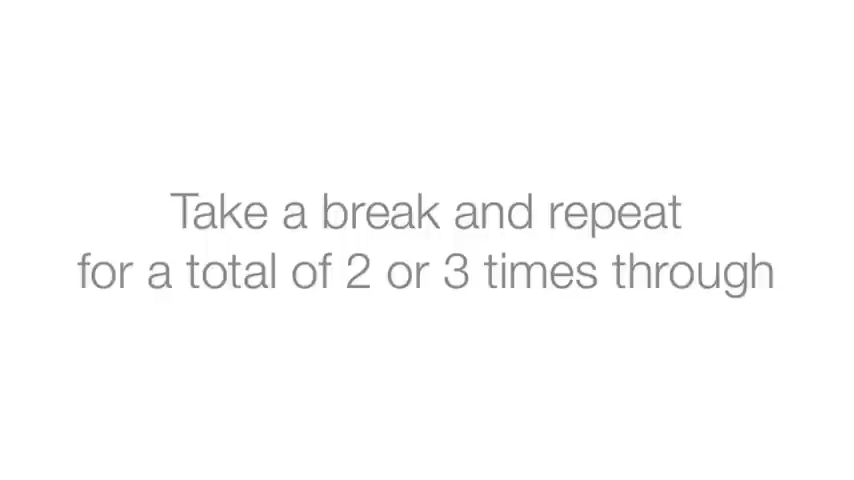 Take a break and repeat
for a total of 2 or 3 times through